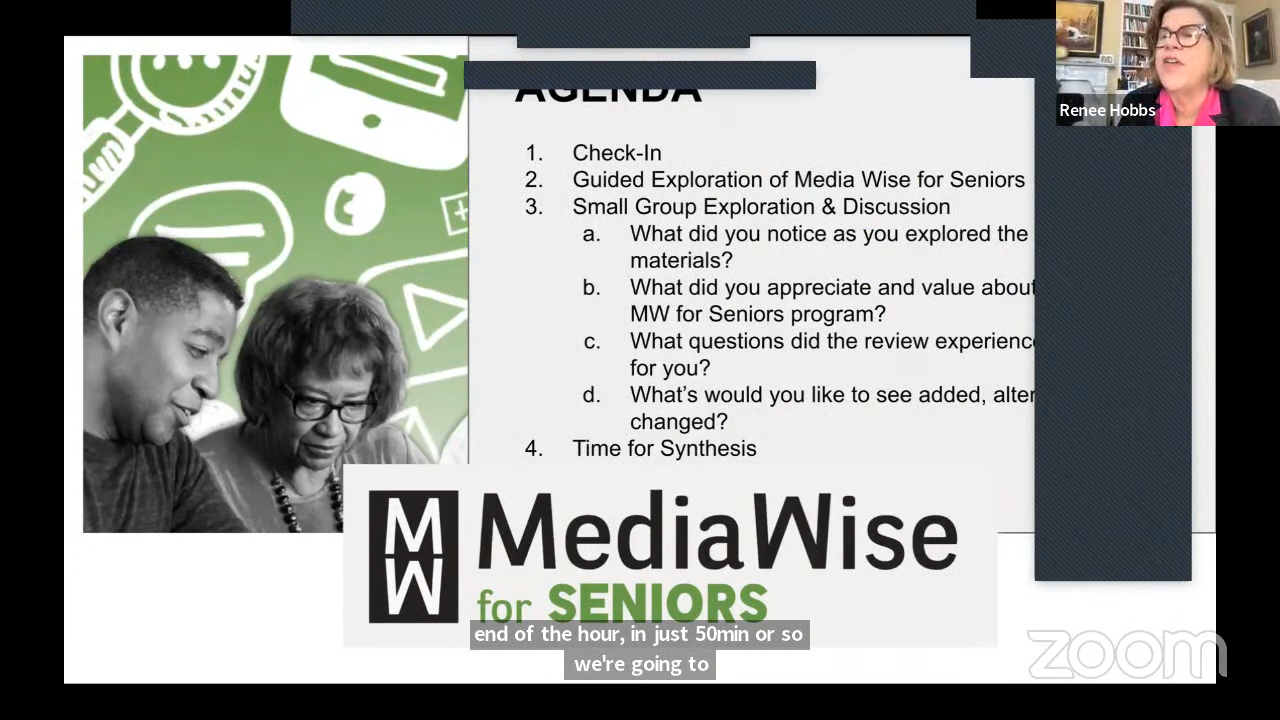 AGENDA
Renee Hobbs
1. Check-In
2. Guided Exploration of Media Wise for Seniors
3. Small Group Exploration & Discussion
a. What did you notice as you explored the
materials?
b. What did you appreciate and value about
MW for Seniors program?
c. What questions did the review experience
for you?
d. What's would you like to see added, alter
changed?
4. Time for Synthesis
MW MediaWise
for SENIORS
end of the hour, in just 50min or so
we're going to
zoom